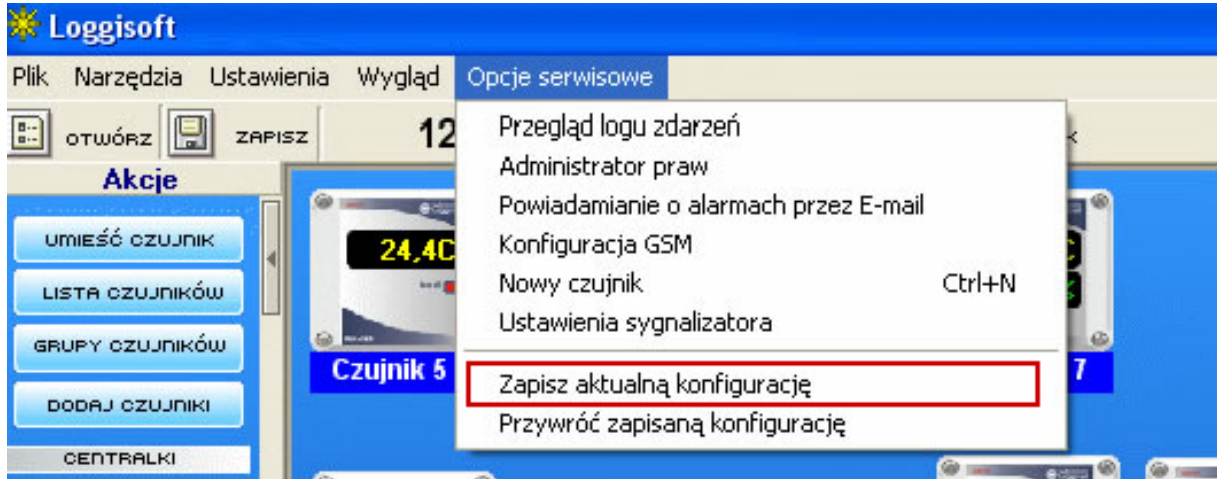 Loggisoft
Plik Narzędzia Ustawienia Wygląd Opcje serwisowe
OTWÓRZ ZAPISZ 12
Akcje
UMIEŚĆ CZUJNIK
LISTA CZUJNIKÓW
GRUPY CZUJNIKÓW
DODAJ CZUJNIKI
CENTRALKI
24,4C
Czujnik 5
Przegląd logu zdarzeń
Administrator praw
Powiadamianie o alarmach przez E-mail
Konfiguracja GSM
Nowy czujnik Ctrl+N
Ustawienia sygnalizatora
Zapisz aktualną konfigurację
Przywróć zapisaną konfigurację
7